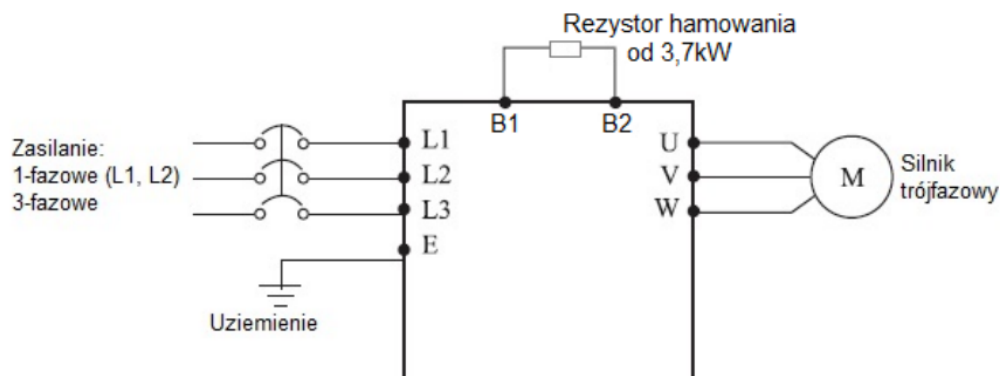 Rezystor hamowania
od 3,7kW
B1
B2
Zasilanie:
1-fazowe (L1, L2)
3-fazowe
L1
L2
L3
E
U
V
W
M
Silnik
trójfazowy
Uziemienie